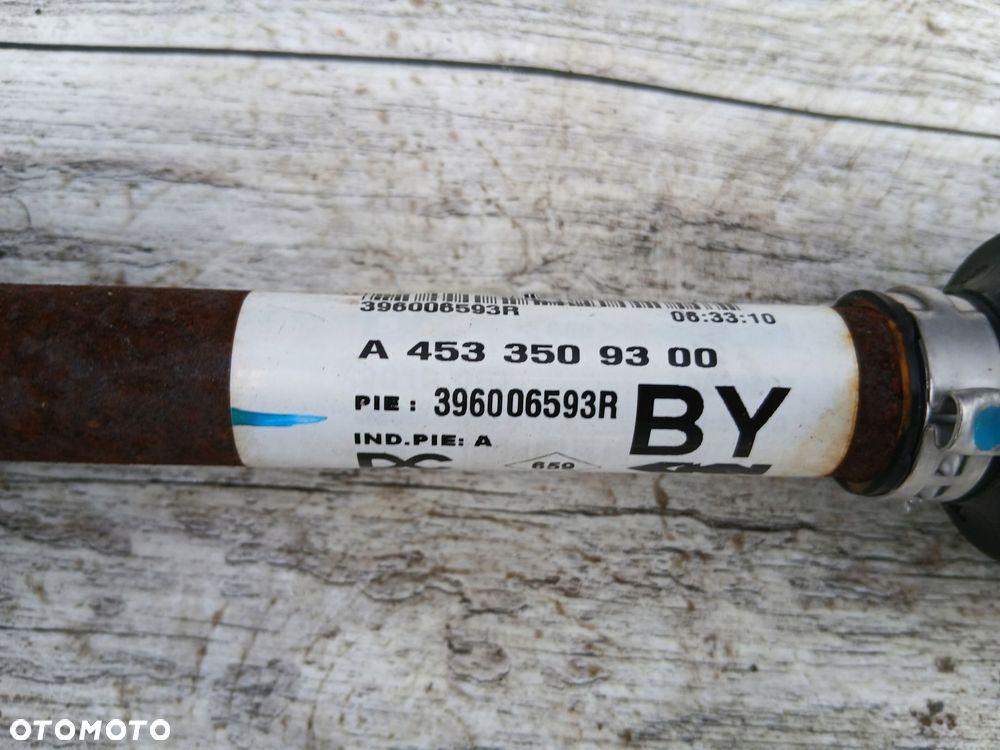 396006593R 06:33:10
A 453 350 93 00
PIE: 396006593R BY
IND.PIE: A
659
OTOMOTO